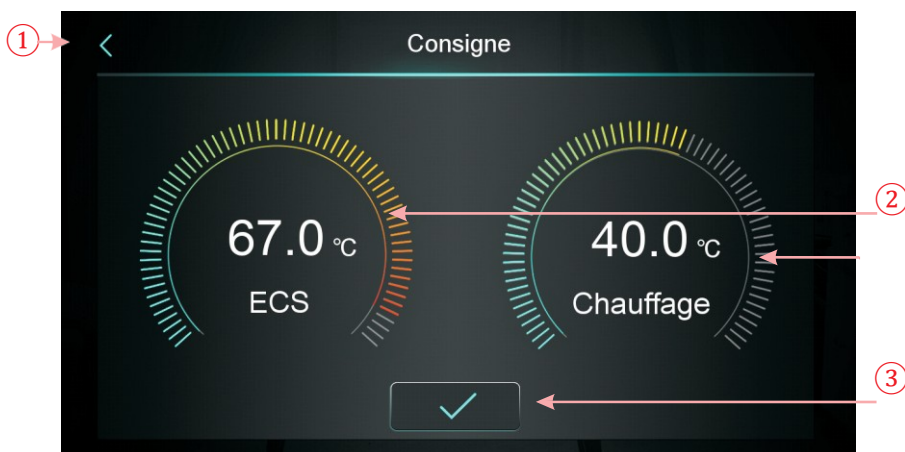 ①
Consigne
②
67.0 °C
40.0 °C
ECS
Chauffage
③